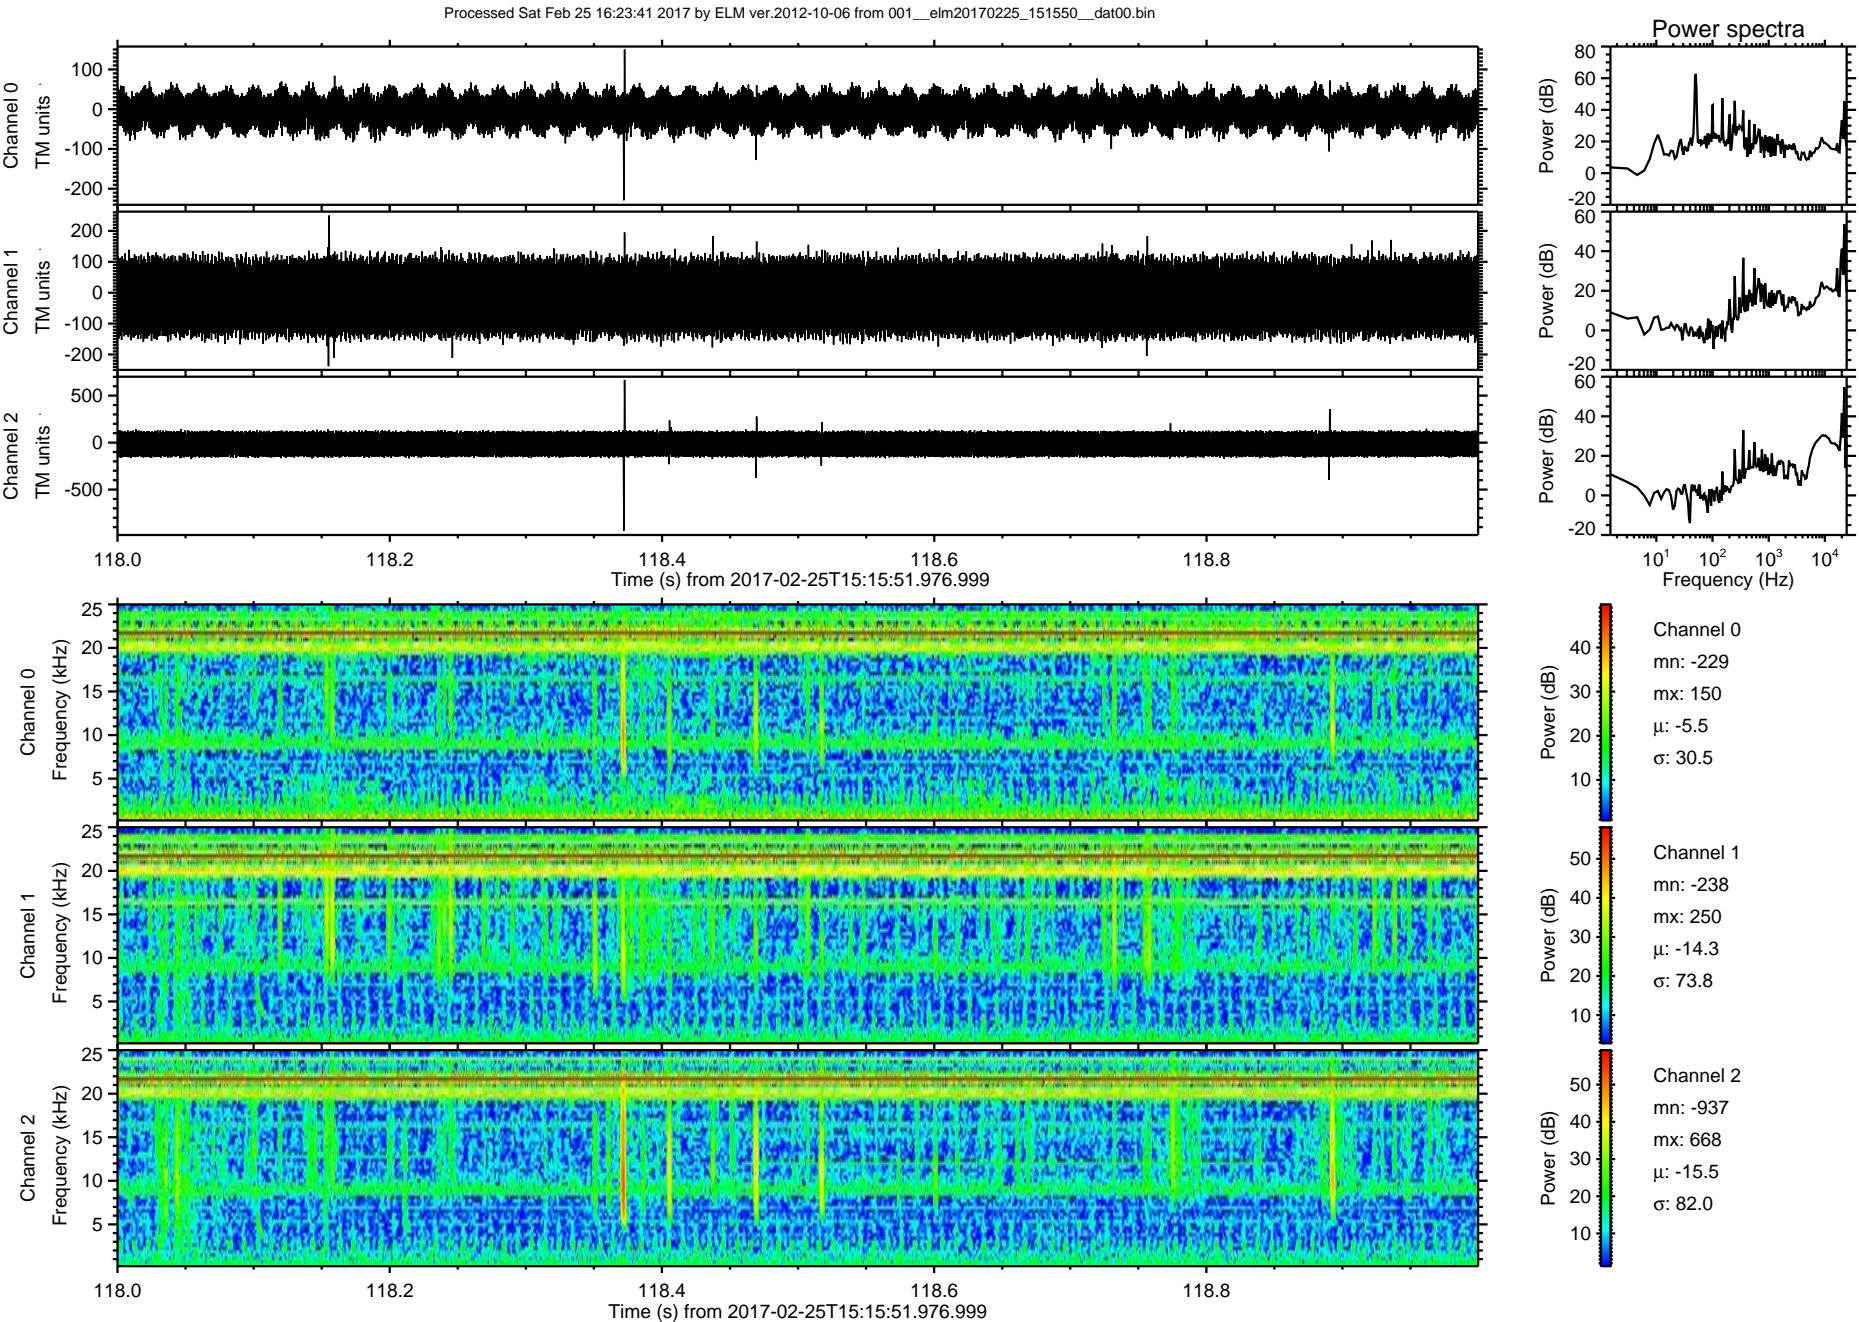 Processed Sat Feb 25 16:23:41 2017 by ELM ver.2012-10-06 from 001__elm20170225_151550__dat00.bin
Power spectra
Channel 0
TM units
100
0
-100
-200
Power (dB)
80
60
40
20
0
-20
Channel 1
TM units
200
100
0
-100
-200
Power (dB)
60
40
20
0
-20
Channel 2
TM units
500
0
-500
Power (dB)
60
40
20
0
-20
118.0 118.2 118.4 118.6 118.8
Time (s) from 2017-02-25T15:15:51.976.999
10^1 10^2 10^3 10^4
Frequency (Hz)
Channel 0
Frequency (kHz)
25
20
15
10
5
Power (dB)
40
30
20
10
Channel 0
mn: -229
mx: 150
μ: -5.5
σ: 30.5
Channel 1
Frequency (kHz)
25
20
15
10
5
Power (dB)
50
40
30
20
10
Channel 1
mn: -238
mx: 250
μ: -14.3
σ: 73.8
Channel 2
Frequency (kHz)
25
20
15
10
5
Power (dB)
50
40
30
20
10
Channel 2
mn: -937
mx: 668
μ: -15.5
σ: 82.0
118.0 118.2 118.4 118.6 118.8
Time (s) from 2017-02-25T15:15:51.976.999